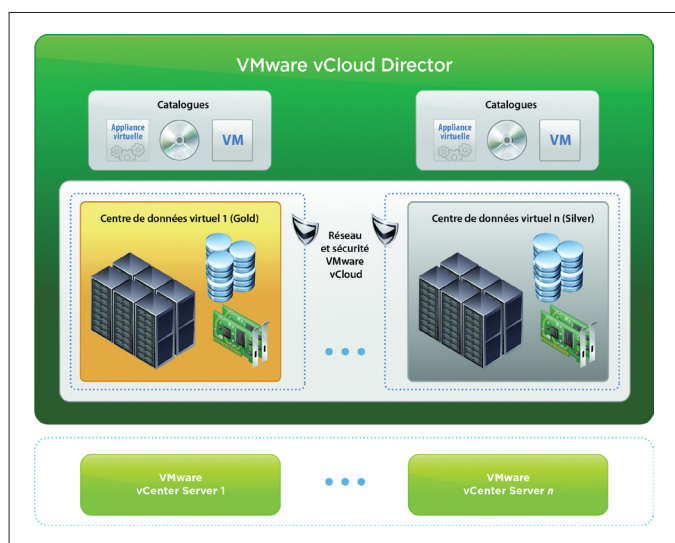 VMware vCloud Director
Catalogues
Appliance
virtuelle
VM
Catalogues
Appliance
virtuelle
VM
Centre de données virtuel 1 (Gold)
Réseau
et sécurité
VMware
vCloud
Centre de données virtuel n (Silver)
VMware
vCenter Server 1
VMware
vCenter Server n